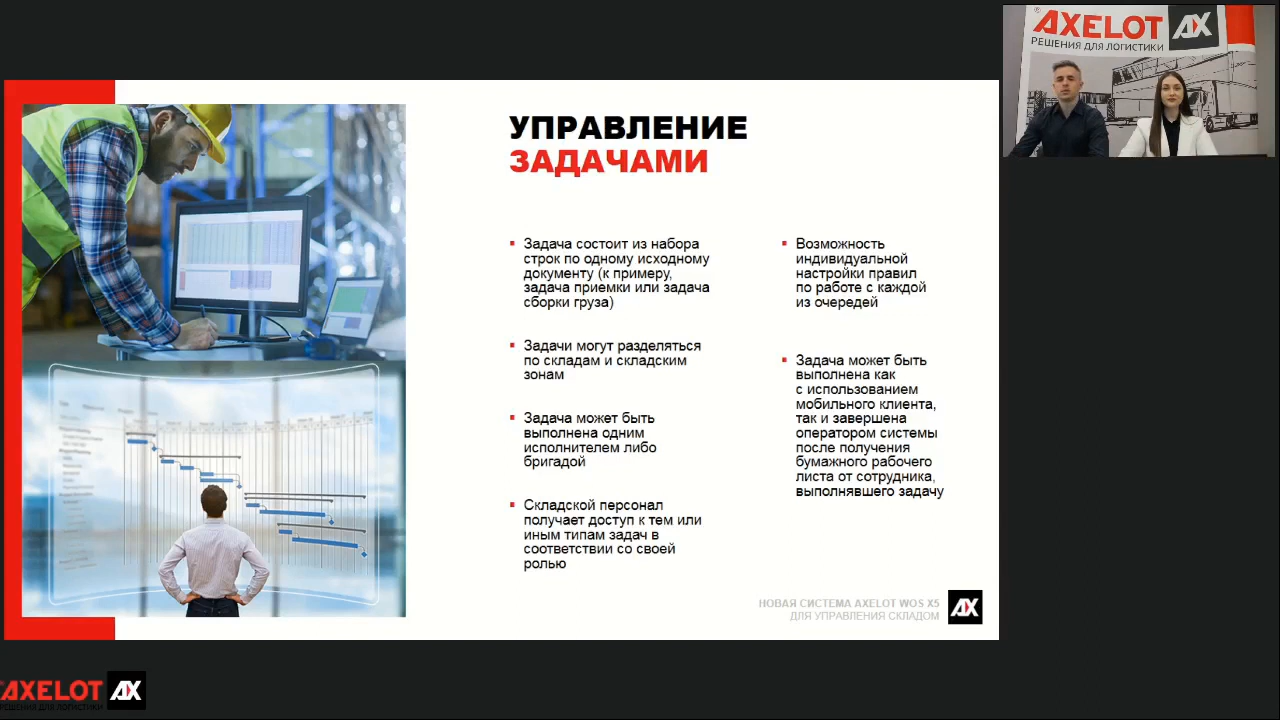 УПРАВЛЕНИЕ
ЗАДАЧАМИ
Задача состоит из набора
строк по одному исходному
документу (к примеру,
задача приемки или задача
сборки груза)
Задачи могут разделяться
по складам и складским
зонам
Задача может быть
выполнена одним
исполнителем либо
бригадой
Складской персонал
получает доступ к тем или
иным типам задач в
соответствии со своей
ролью
Возможность
индивидуальной
настройки правил
по работе с каждой
из очередей
Задача может быть
выполнена как
с использованием
мобильного клиента,
так и завершена
оператором системы
после получения
бумажного рабочего
листа от сотрудника,
выполнявшего задачу
НОВАЯ СИСТЕМА AXELOT WOS X5
ДЛЯ УПРАВЛЕНИЯ СКЛАДОМ
AX
AXELOT AX
РЕШЕНИЯ ДЛЯ ЛОГИСТИКИ
AXELOT AX
РЕШЕНИЯ ДЛЯ ЛОГИСТИКИ